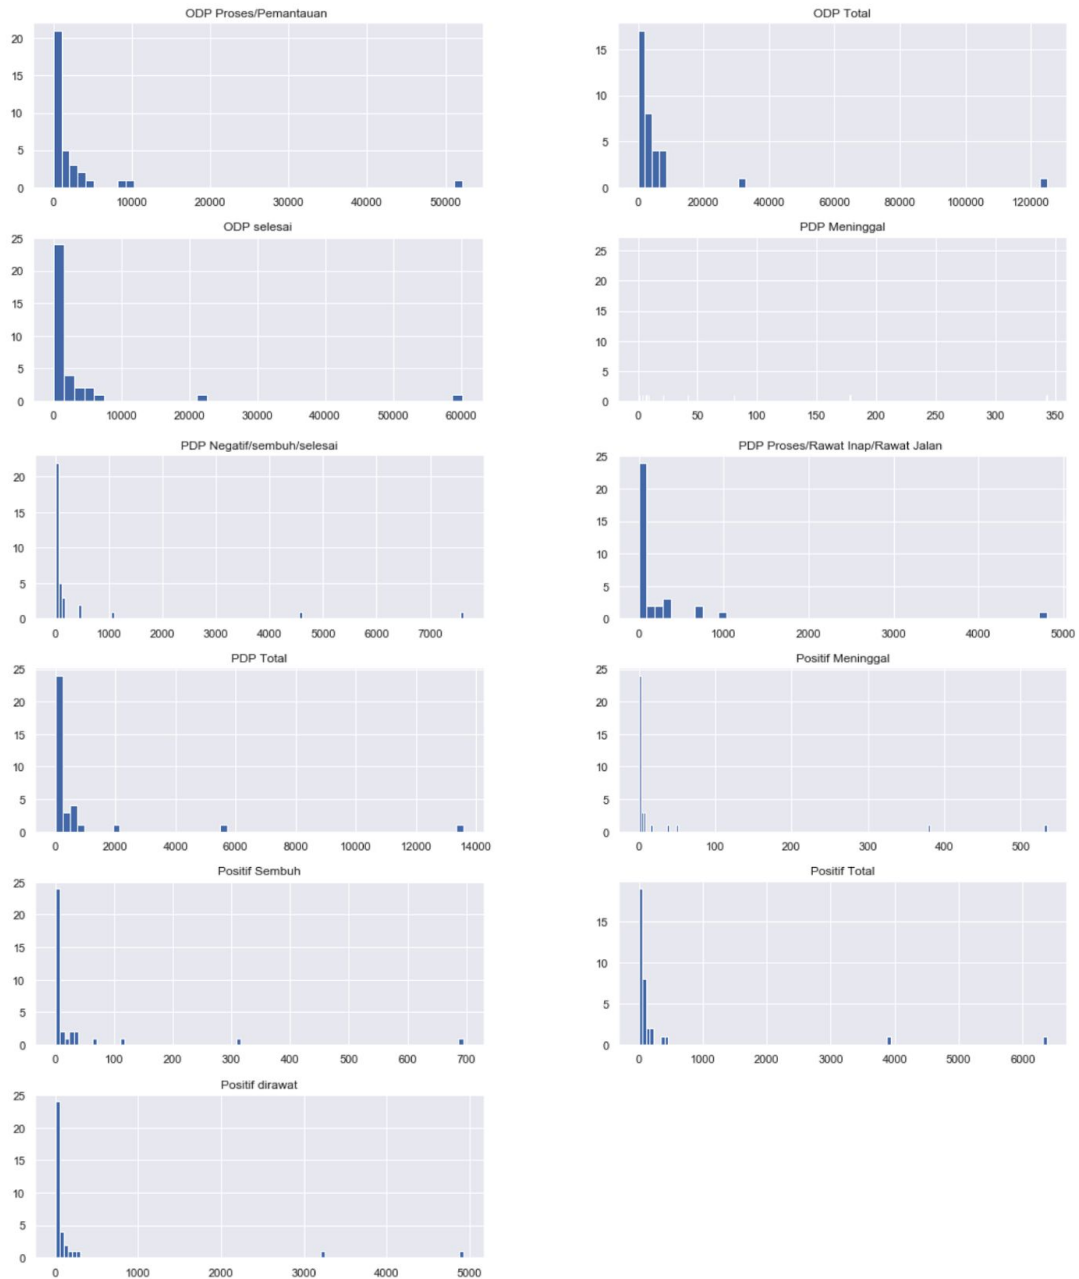 ODP Proses/Pemantauan
20
15
10
5
0
0 10000 20000 30000 40000 50000
ODP Total
15
10
5
0
0 20000 40000 60000 80000 100000 120000
ODP selesai
25
20
15
10
5
0
0 10000 20000 30000 40000 50000 60000
PDP Meninggal
25
20
15
10
5
0
0 50 100 150 200 250 300 350
PDP Negatif/sembuh/selesai
20
15
10
5
0
0 1000 2000 3000 4000 5000 6000 7000
PDP Proses/Rawat Inap/Rawat Jalan
25
20
15
10
5
0
0 1000 2000 3000 4000 5000
PDP Total
25
20
15
10
5
0
0 2000 4000 6000 8000 10000 12000 14000
Positif Meninggal
25
20
15
10
5
0
0 100 200 300 400 500
Positif Sembuh
25
20
15
10
5
0
0 100 200 300 400 500 600 700
Positif Total
15
10
5
0
0 1000 2000 3000 4000 5000 6000
Positif dirawat
25
20
15
10
5
0
0 1000 2000 3000 4000 5000